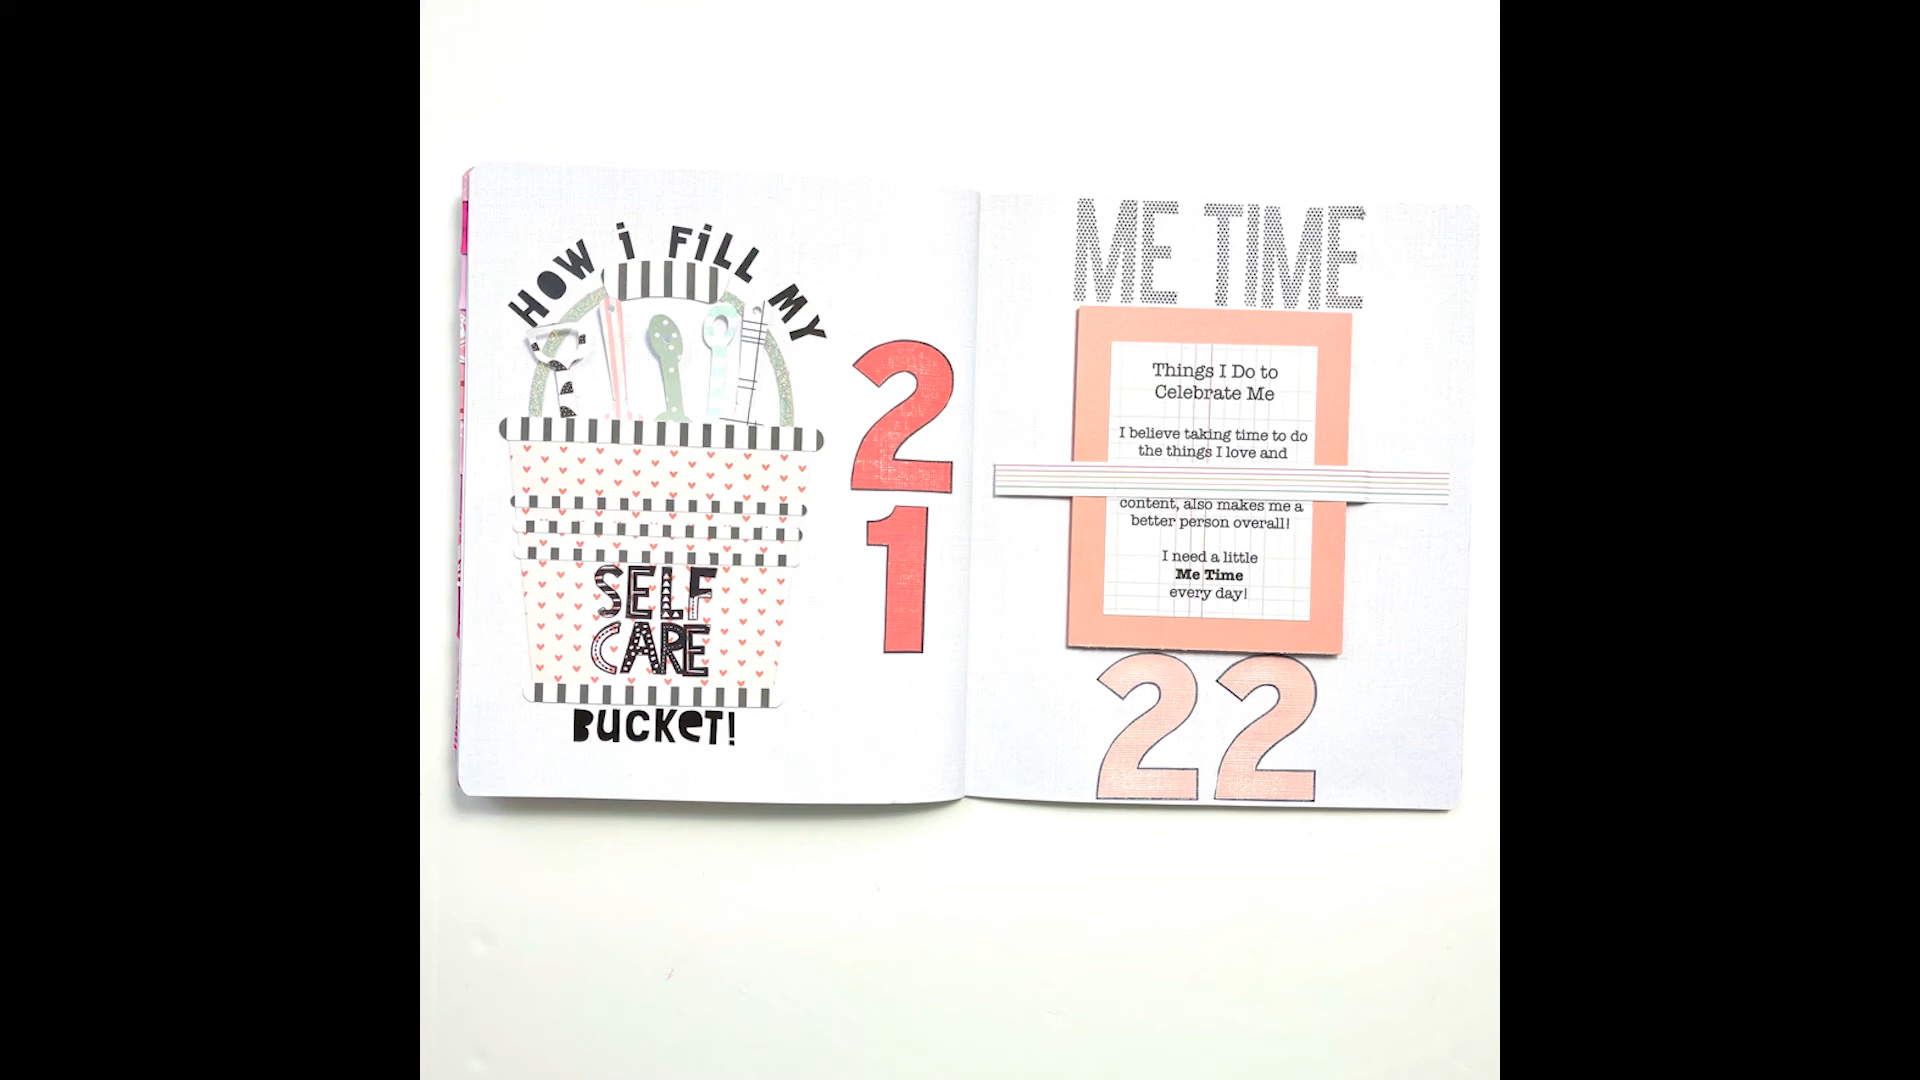 HOW i FiLL MY
SELF
CARE
BUCKeT!
21
ME TIME
Things I Do to
Celebrate Me
I believe taking time to do
the things I love and
content, also makes me a
better person overall!
I need a little
Me Time
every day!
22